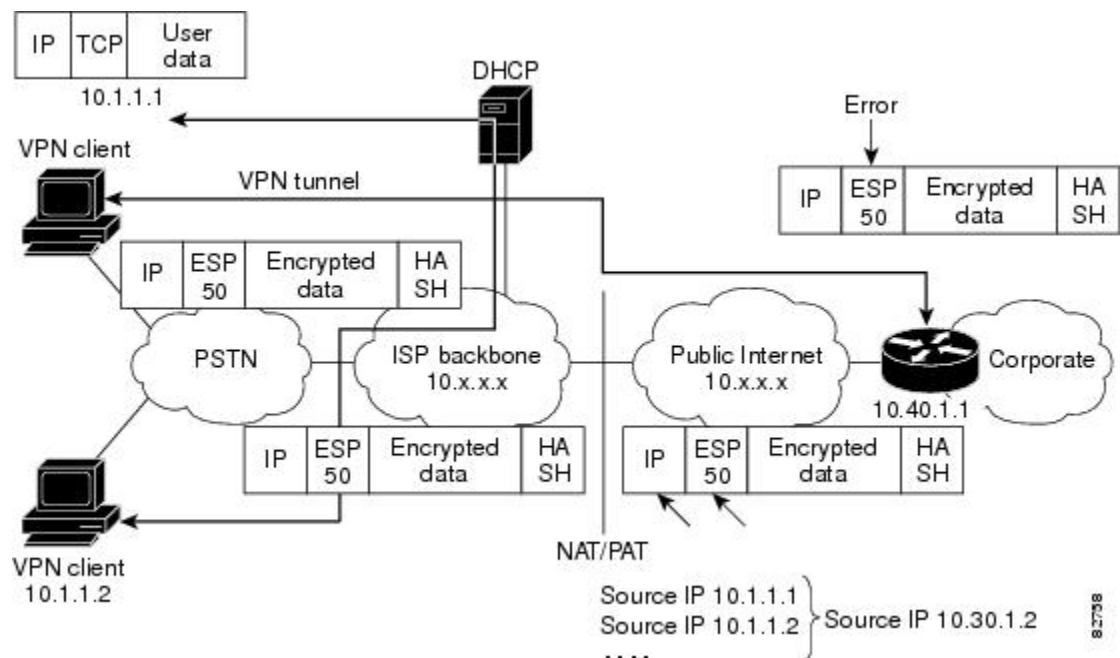 IP TCP User data
10.1.1.1
DHCP
Error
VPN client
VPN tunnel
IP ESP 50 Encrypted data HA SH
IP ESP 50 Encrypted data HA SH
PSTN
ISP backbone
10.x.x.x
Public Internet
10.x.x.x
Corporate
10.40.1.1
IP ESP 50 Encrypted data HA SH
IP ESP 50 Encrypted data HA SH
VPN client
10.1.1.2
NAT/PAT
Source IP 10.1.1.1
Source IP 10.1.1.2
....
Source IP 10.30.1.2
82758